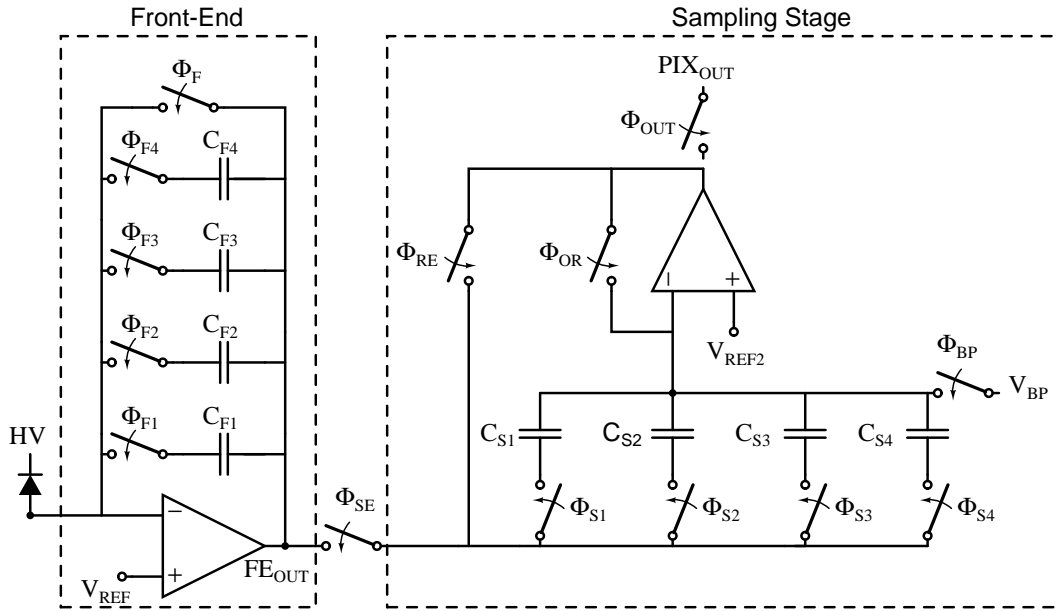 Front-End
Sampling Stage
Φ_F
PIX_OUT
Φ_OUT
Φ_F4 C_F4
Φ_F3 C_F3
Φ_RE
Φ_OR
− +
Φ_F2 C_F2
V_REF2
Φ_BP
V_BP
Φ_F1 C_F1
HV
C_S1 C_S2 C_S3 C_S4
Φ_SE
Φ_S1 Φ_S2 Φ_S3 Φ_S4
−
+
V_REF
FE_OUT